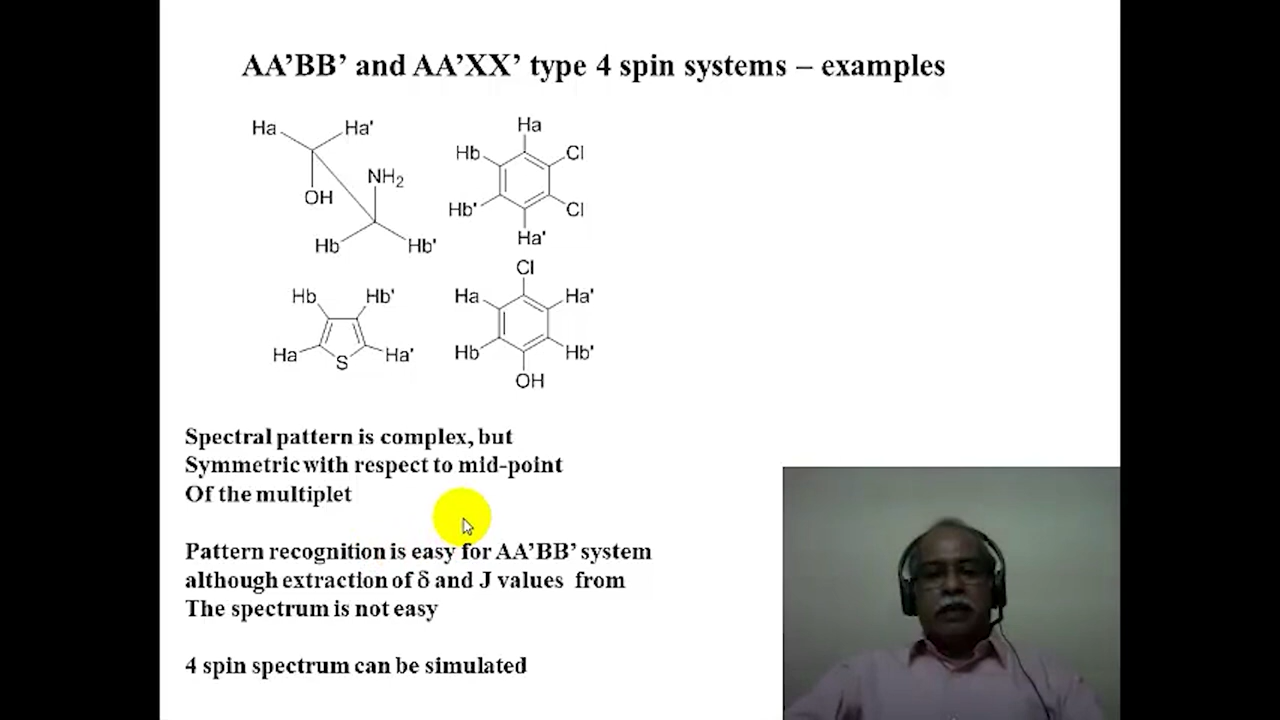 AA’BB’ and AA’XX’ type 4 spin systems – examples
Ha Ha'
NH2
OH
Hb Hb'
Ha
Hb Cl
Hb' Cl
Ha'
Hb Hb'
Ha S Ha'
Cl
Ha Ha'
Hb Hb'
OH
Spectral pattern is complex, but
Symmetric with respect to mid-point
Of the multiplet
Pattern recognition is easy for AA’BB’ system
although extraction of δ and J values from
The spectrum is not easy
4 spin spectrum can be simulated